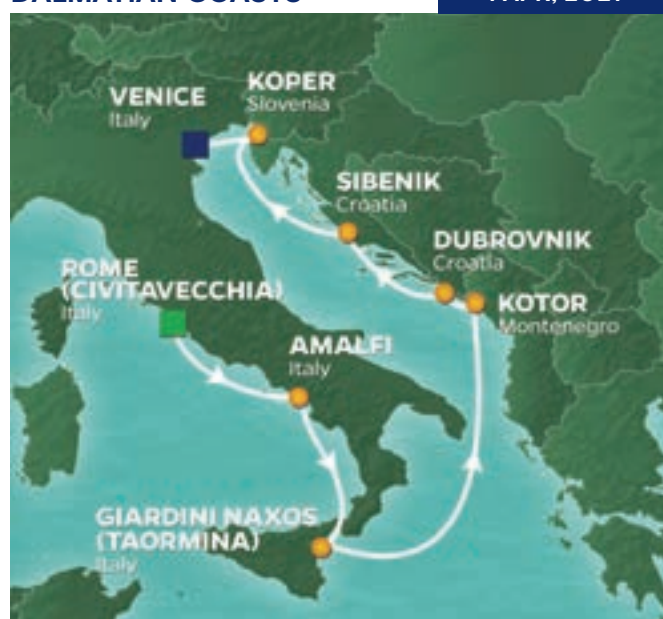 VENICE
Italy
KOPER
Slovenia
SIBENIK
Croatia
DUBROVNIK
Croatia
KOTOR
Montenegro
ROME
(CIVITAVECCHIA)
Italy
AMALFI
Italy
GIARDINI NAXOS
(TAORMINA)
Italy